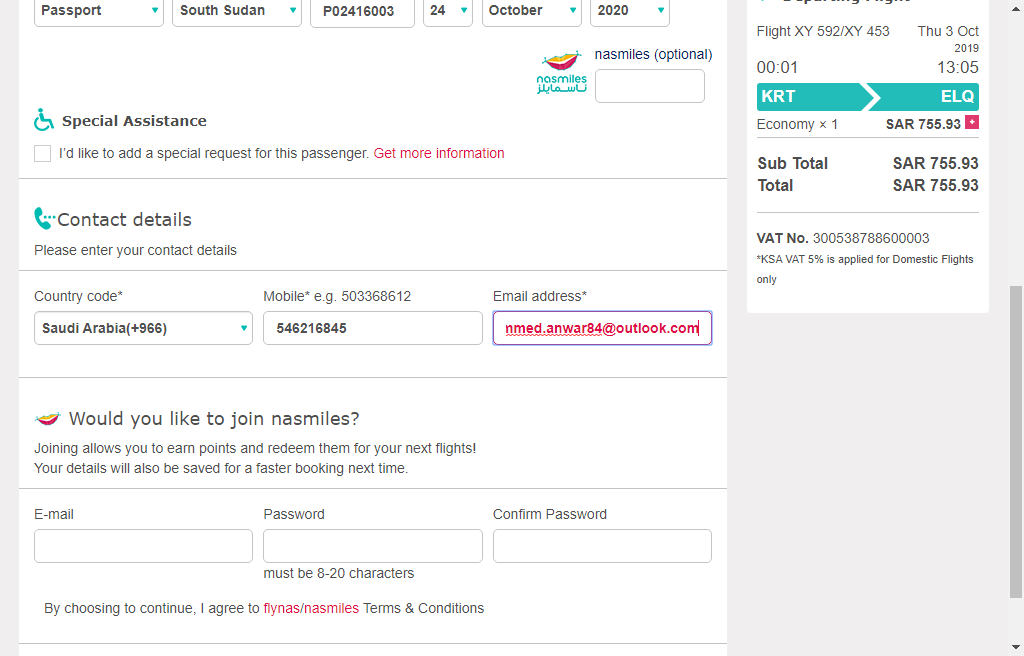 Passport South Sudan P02416003 24 October 2020
nasmiles (optional)
nasmiles
ناسمايلز
Special Assistance
I'd like to add a special request for this passenger. Get more information
Contact details
Please enter your contact details
Country code* Mobile* e.g. 503368612 Email address*
Saudi Arabia(+966) 546216845 nmed.anwar84@outlook.com
Would you like to join nasmiles?
Joining allows you to earn points and redeem them for your next flights!
Your details will also be saved for a faster booking next time.
E-mail Password Confirm Password
must be 8-20 characters
By choosing to continue, I agree to flynas/nasmiles Terms & Conditions
Departing Flight
Flight XY 592/XY 453 Thu 3 Oct
2019
00:01 13:05
KRT ELQ
Economy × 1 SAR 755.93 +
Sub Total SAR 755.93
Total SAR 755.93
VAT No. 300538788600003
*KSA VAT 5% is applied for Domestic Flights
only